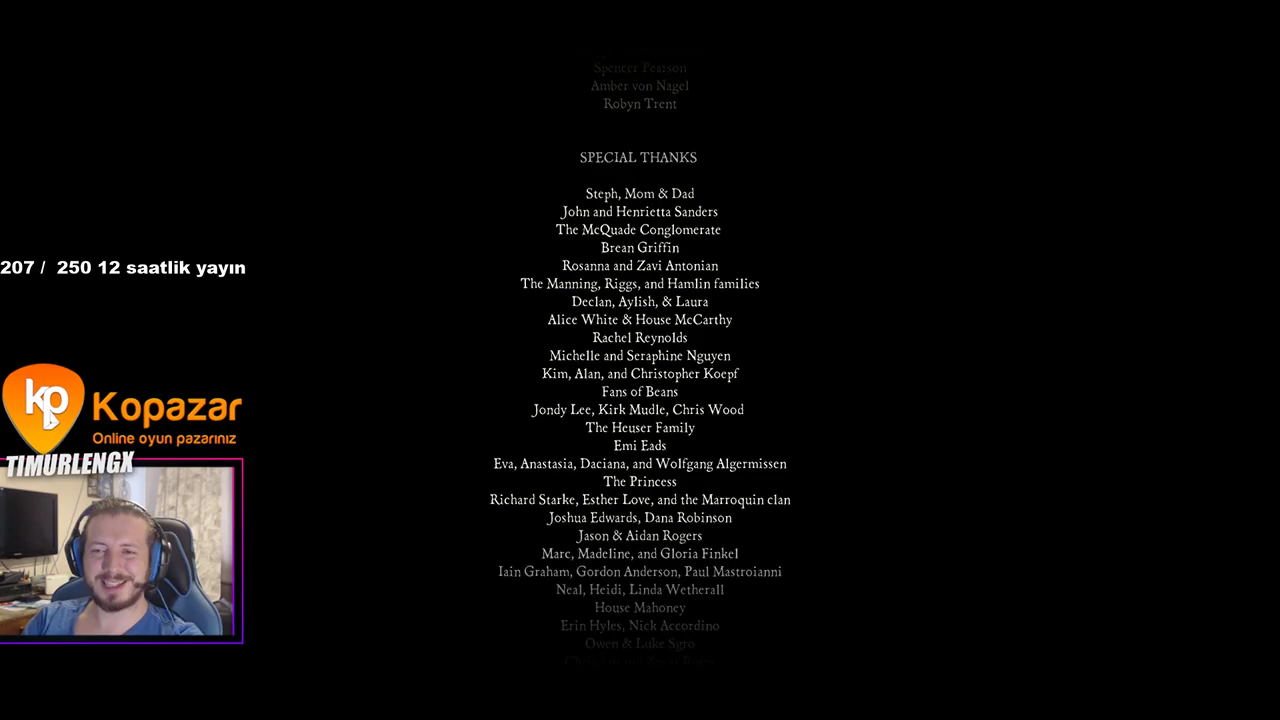 Spencer Pearson
Amber von Nagel
Robyn Trent
SPECIAL THANKS
Steph, Mom & Dad
John and Henrietta Sanders
The McQuade Conglomerate
Brean Griffin
Rosanna and Zavi Antonian
The Manning, Riggs, and Hamlin families
Declan, Aylish, & Laura
Alice White & House McCarthy
Rachel Reynolds
Michelle and Seraphine Nguyen
Kim, Alan, and Christopher Koepf
Fans of Beans
Jondy Lee, Kirk Mudle, Chris Wood
The Heuser Family
Emi Eads
Eva, Anastasia, Daciana, and Wolfgang Algermissen
The Princess
Richard Starke, Esther Love, and the Marroquin clan
Joshua Edwards, Dana Robinson
Jason & Aidan Rogers
Marc, Madeline, and Gloria Finkel
Iain Graham, Gordon Anderson, Paul Mastroianni
Neal, Heidi, Linda Wetherall
House Mahoney
Erin Hyles, Nick Accordino
Owen & Luke Sgro
207 / 250 12 saatlik yayın
kp
Kopazar
Online oyun pazarınız
TIMURLENGX